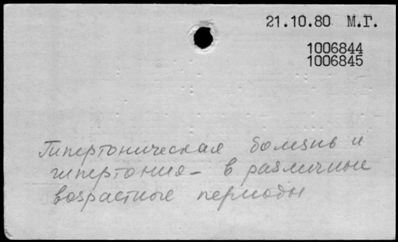 21.10.80 М.Г.
1006844
1006845
Гипертоническая болезнь и
гипертония – в различные
возрастные периоды